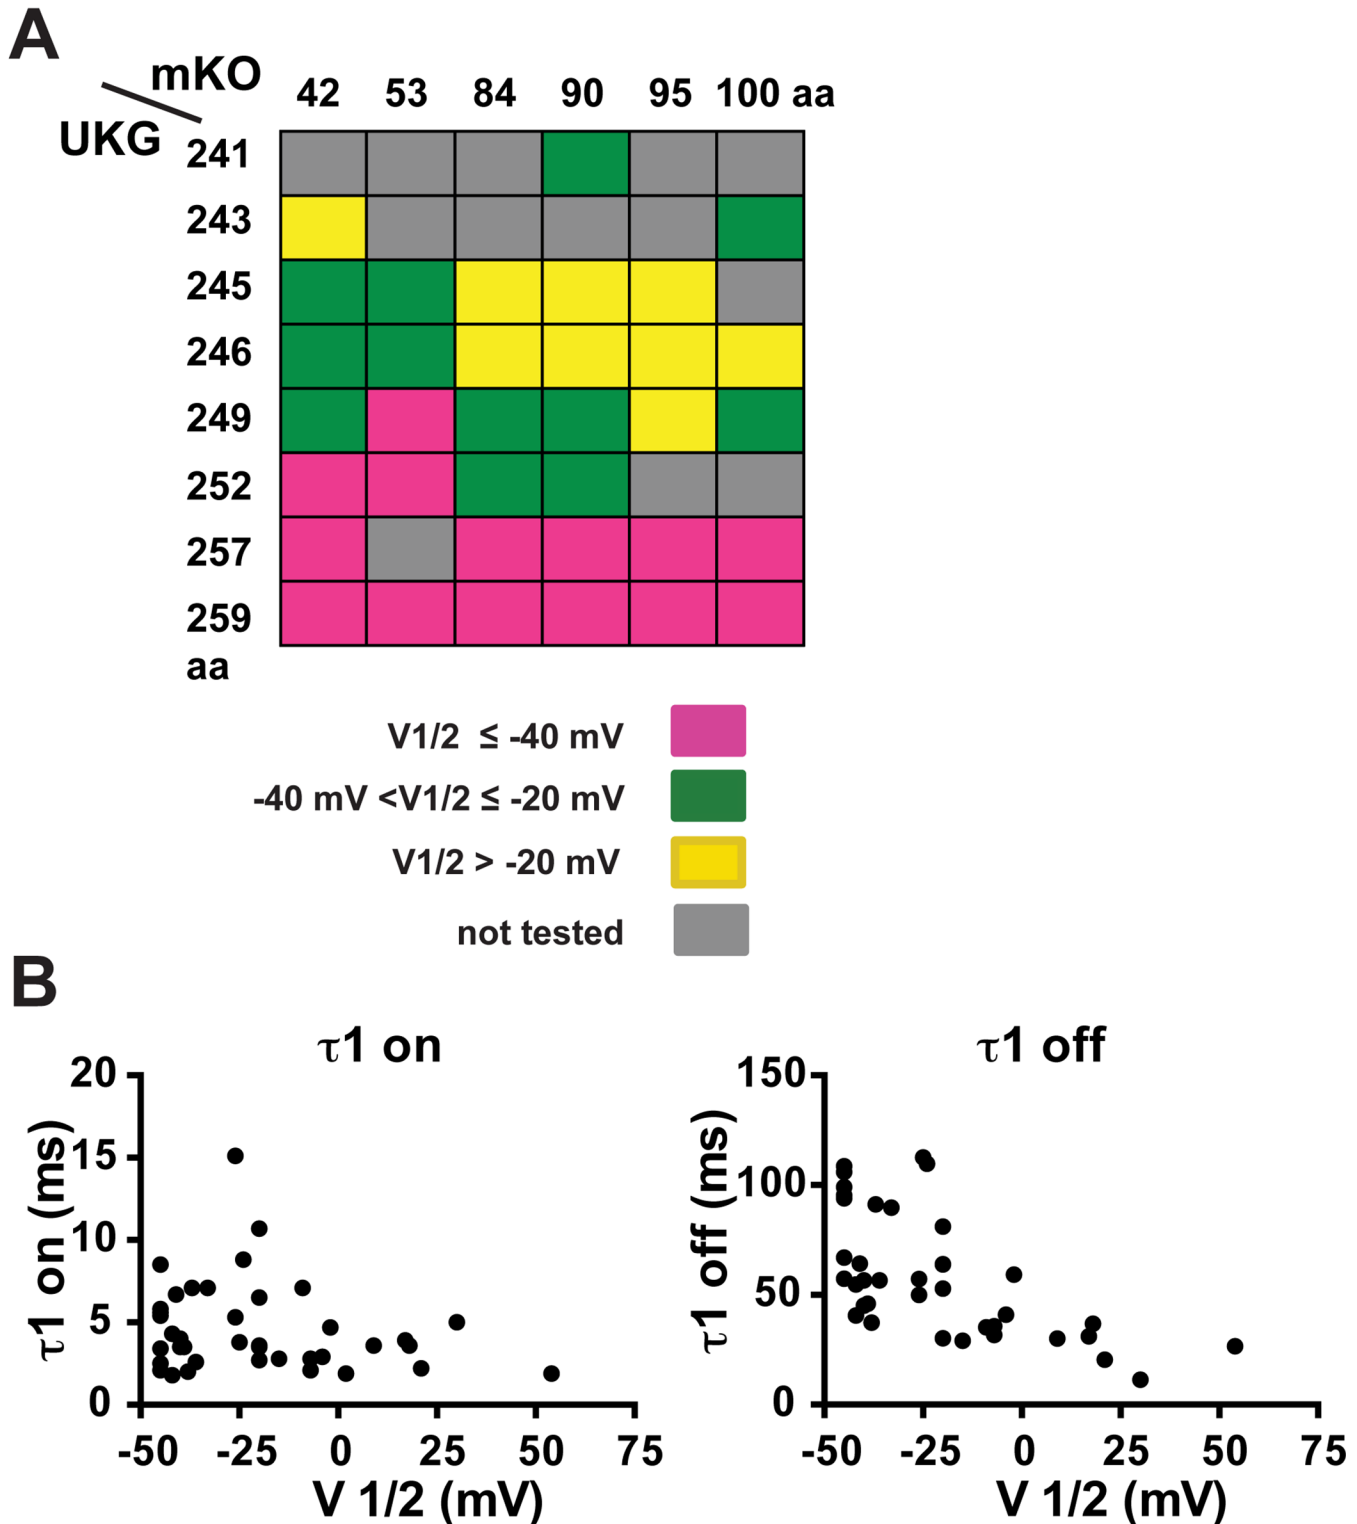 A
mKO
UKG
42 53 84 90 95 100 aa
241
243
245
246
249
252
257
259
aa
V1/2 ≤ -40 mV
-40 mV <V1/2 ≤ -20 mV
V1/2 > -20 mV
not tested
B
τ1 on
τ1 on (ms)
20
15
10
5
0
-50 -25 0 25 50 75
V 1/2 (mV)
τ1 off
τ1 off (ms)
150
100
50
0
-50 -25 0 25 50 75
V 1/2 (mV)